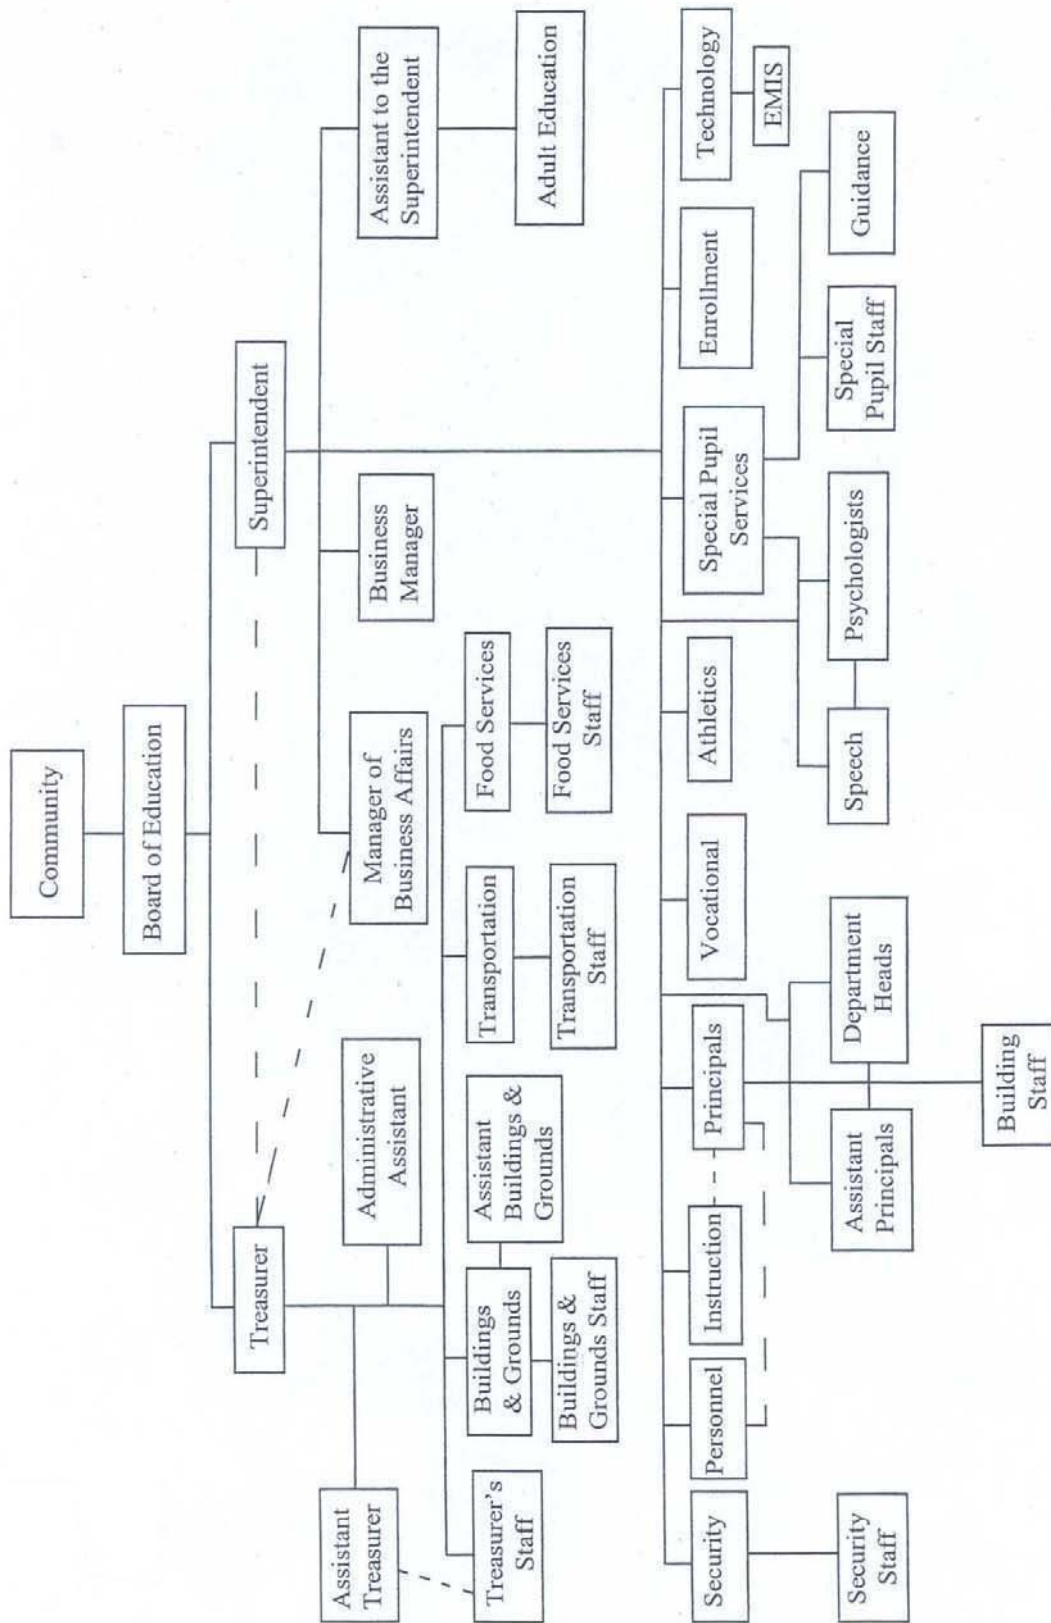 Community
Board of Education
Treasurer
Superintendent
Assistant
Treasurer
Administrative
Assistant
Manager of
Business Affairs
Business
Manager
Assistant to the
Superintendent
Treasurer's
Staff
Buildings
& Grounds
Assistant
Buildings &
Grounds
Transportation
Food Services
Adult Education
Buildings &
Grounds Staff
Transportation
Staff
Food Services
Staff
Security
Personnel
Instruction
Principals
Vocational
Athletics
Special Pupil
Services
Enrollment
Technology
EMIS
Security
Staff
Assistant
Principals
Department
Heads
Speech
Psychologists
Special
Pupil Staff
Guidance
Building
Staff